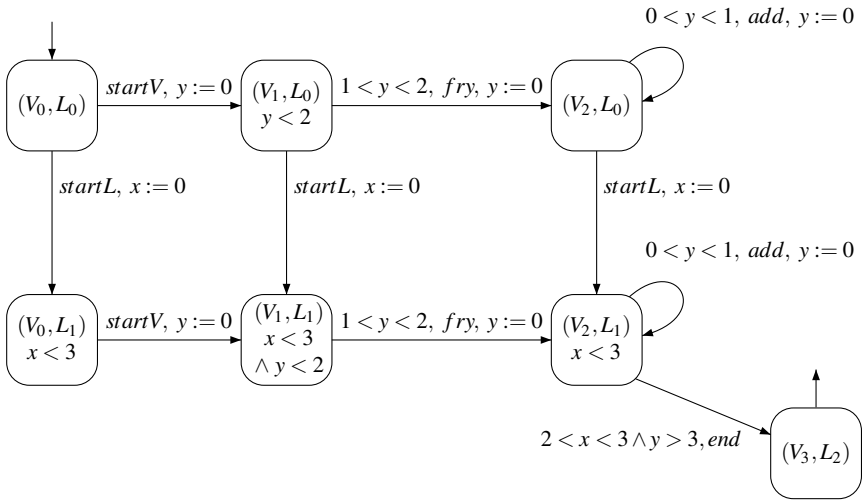 0 < y < 1, add, y := 0
(V₀, L₀)
startV, y := 0
(V₁, L₀)
y < 2
1 < y < 2, fry, y := 0
(V₂, L₀)
startL, x := 0
startL, x := 0
startL, x := 0
0 < y < 1, add, y := 0
(V₀, L₁)
x < 3
startV, y := 0
(V₁, L₁)
x < 3
∧ y < 2
1 < y < 2, fry, y := 0
(V₂, L₁)
x < 3
2 < x < 3 ∧ y > 3, end
(V₃, L₂)